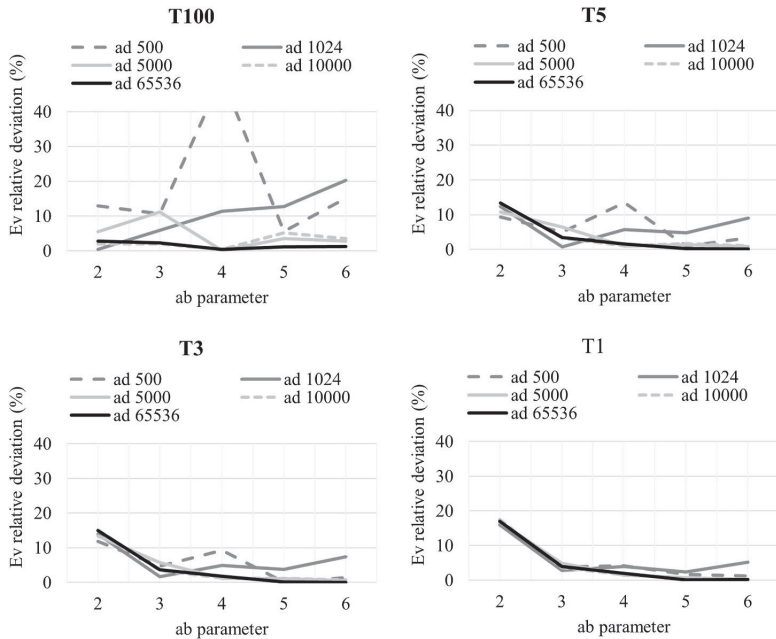 T100
ad 500
ad 1024
ad 5000
ad 10000
ad 65536
Ev relative deviation (%)
40
30
20
10
0
2 3 4 5 6
ab parameter
T5
ad 500
ad 1024
ad 5000
ad 10000
ad 65536
Ev relative deviation (%)
40
30
20
10
0
2 3 4 5 6
ab parameter
T3
ad 500
ad 1024
ad 5000
ad 10000
ad 65536
Ev relative deviation (%)
40
30
20
10
0
2 3 4 5 6
ab parameter
T1
ad 500
ad 1024
ad 5000
ad 10000
ad 65536
Ev relative deviation (%)
40
30
20
10
0
2 3 4 5 6
ab parameter